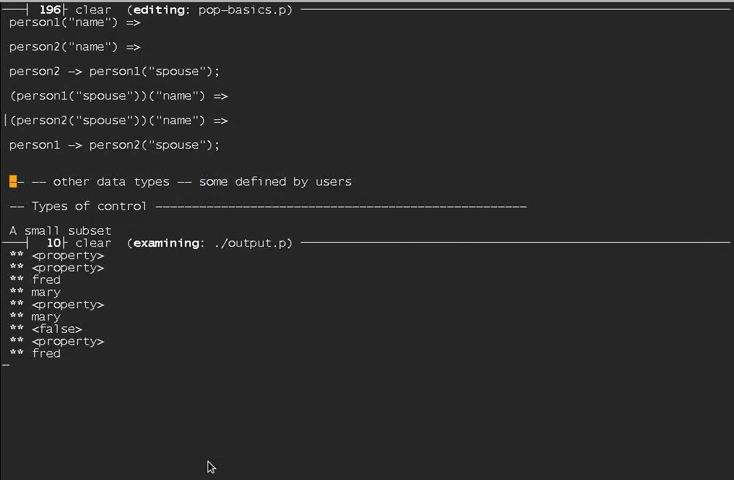 196 clear (editing: pop-basics.p)
person1("name") =>
person2("name") =>
person2 -> person1("spouse");
(person1("spouse"))("name") =>
(person2("spouse"))("name") =>
person1 -> person2("spouse");
-- -- other data types -- some defined by users
-- Types of control ---------------------------------------------------
A small subset
10 clear (examining: ./output.p)
** <property>
** <property>
** fred
** mary
** <property>
** mary
** <false>
** <property>
** fred